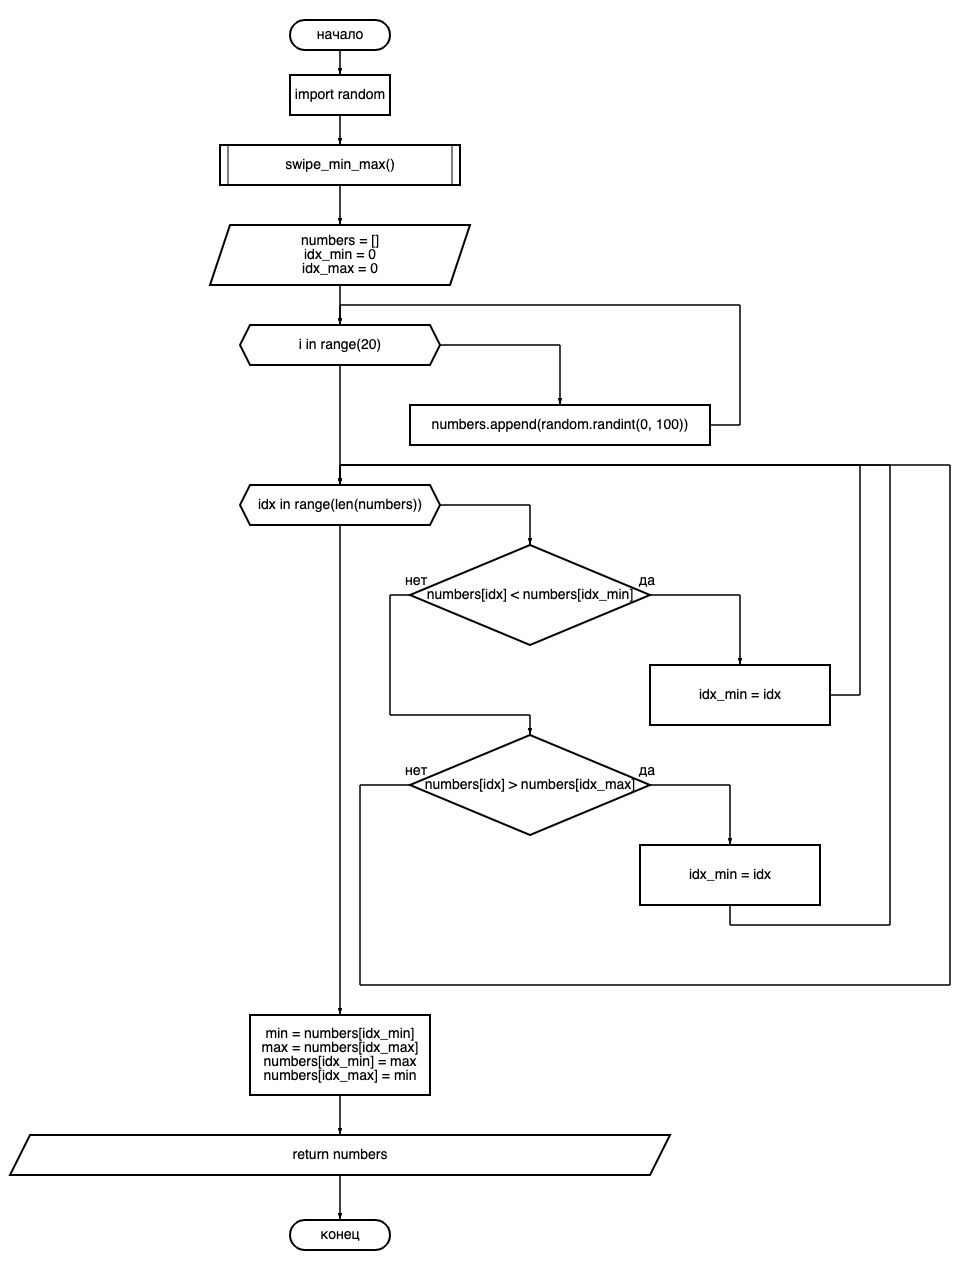 начало
import random
swipe_min_max()
numbers = []
idx_min = 0
idx_max = 0
i in range(20)
numbers.append(random.randint(0, 100))
idx in range(len(numbers))
нет
да
numbers[idx] < numbers[idx_min]
idx_min = idx
нет
да
numbers[idx] > numbers[idx_max]
idx_min = idx
min = numbers[idx_min]
max = numbers[idx_max]
numbers[idx_min] = max
numbers[idx_max] = min
return numbers
конец